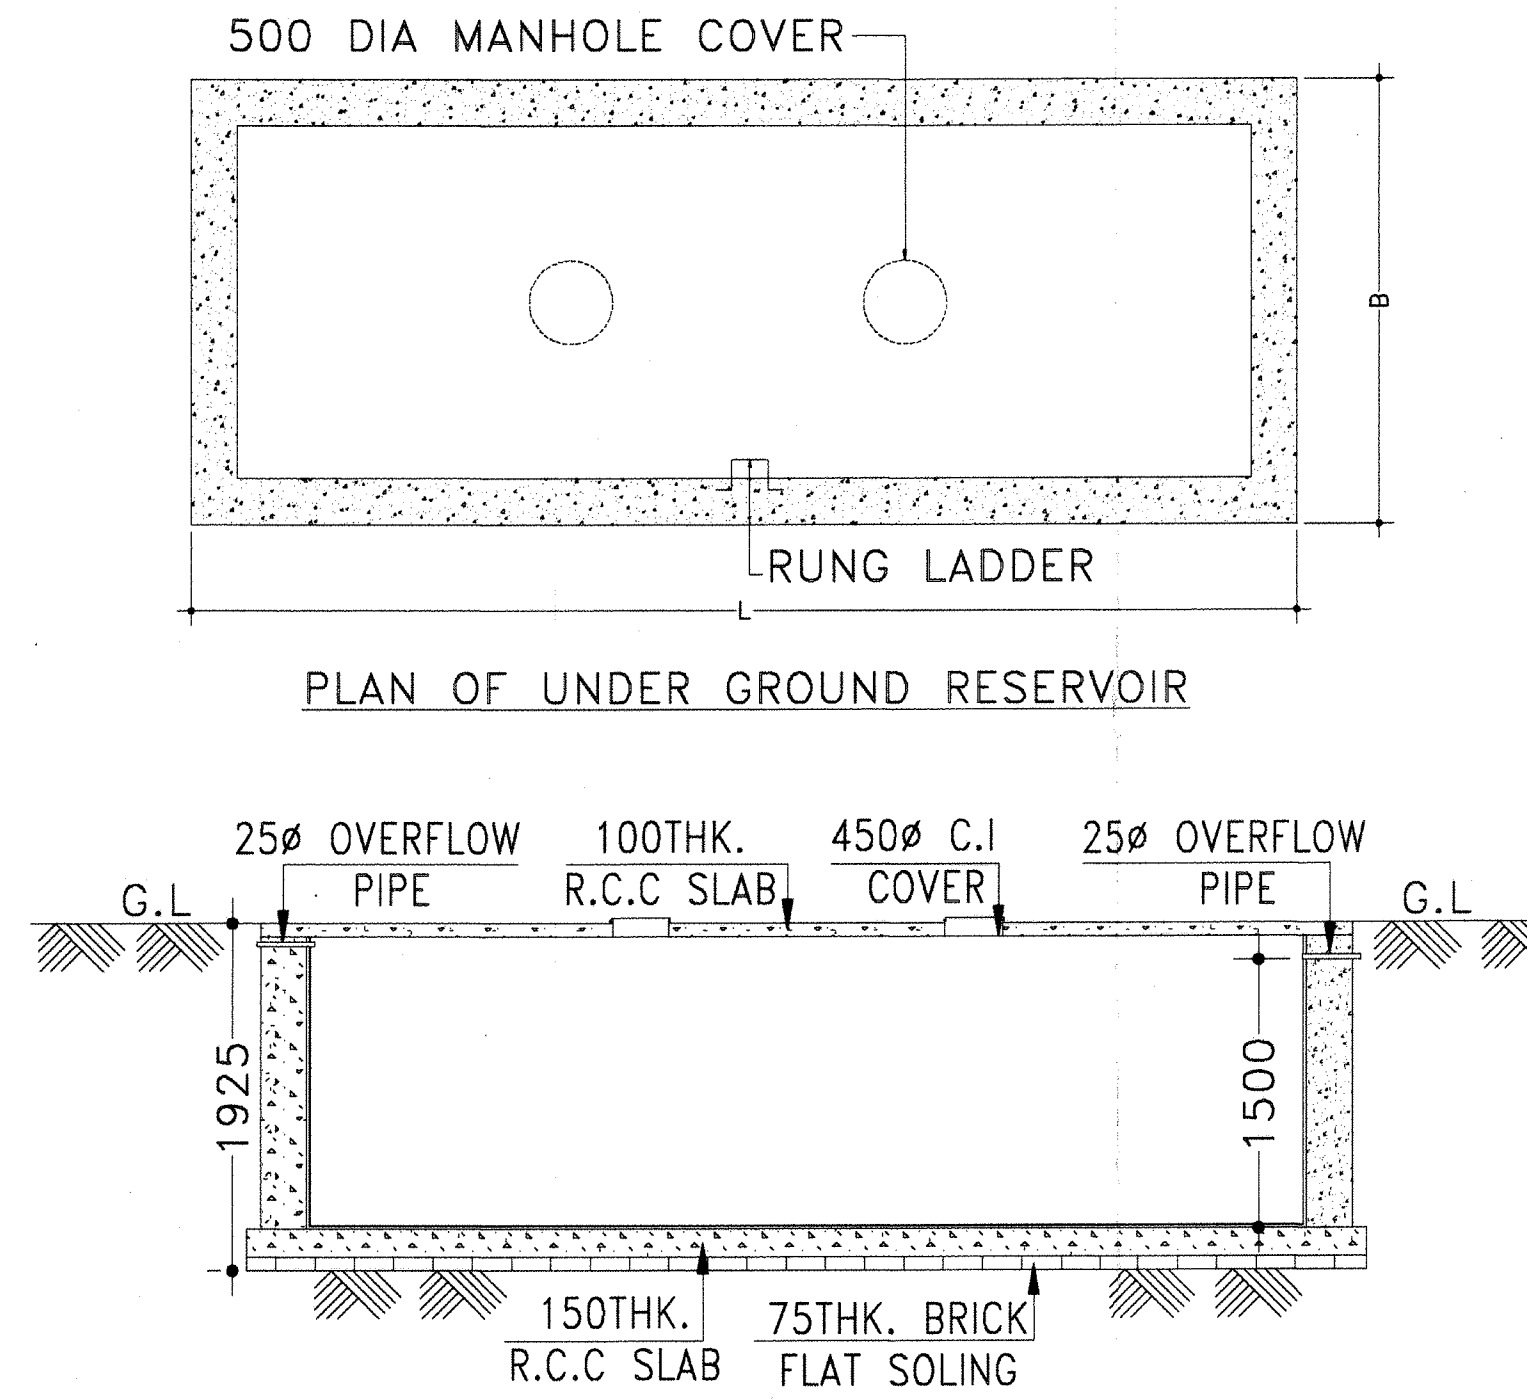 500 DIA MANHOLE COVER
B
RUNG LADDER
L
PLAN OF UNDER GROUND RESERVOIR
25ø OVERFLOW
PIPE
100THK.
R.C.C SLAB
450ø C.I
COVER
25ø OVERFLOW
PIPE
G.L
G.L
1925
1500
150THK.
R.C.C SLAB
75THK. BRICK
FLAT SOLING